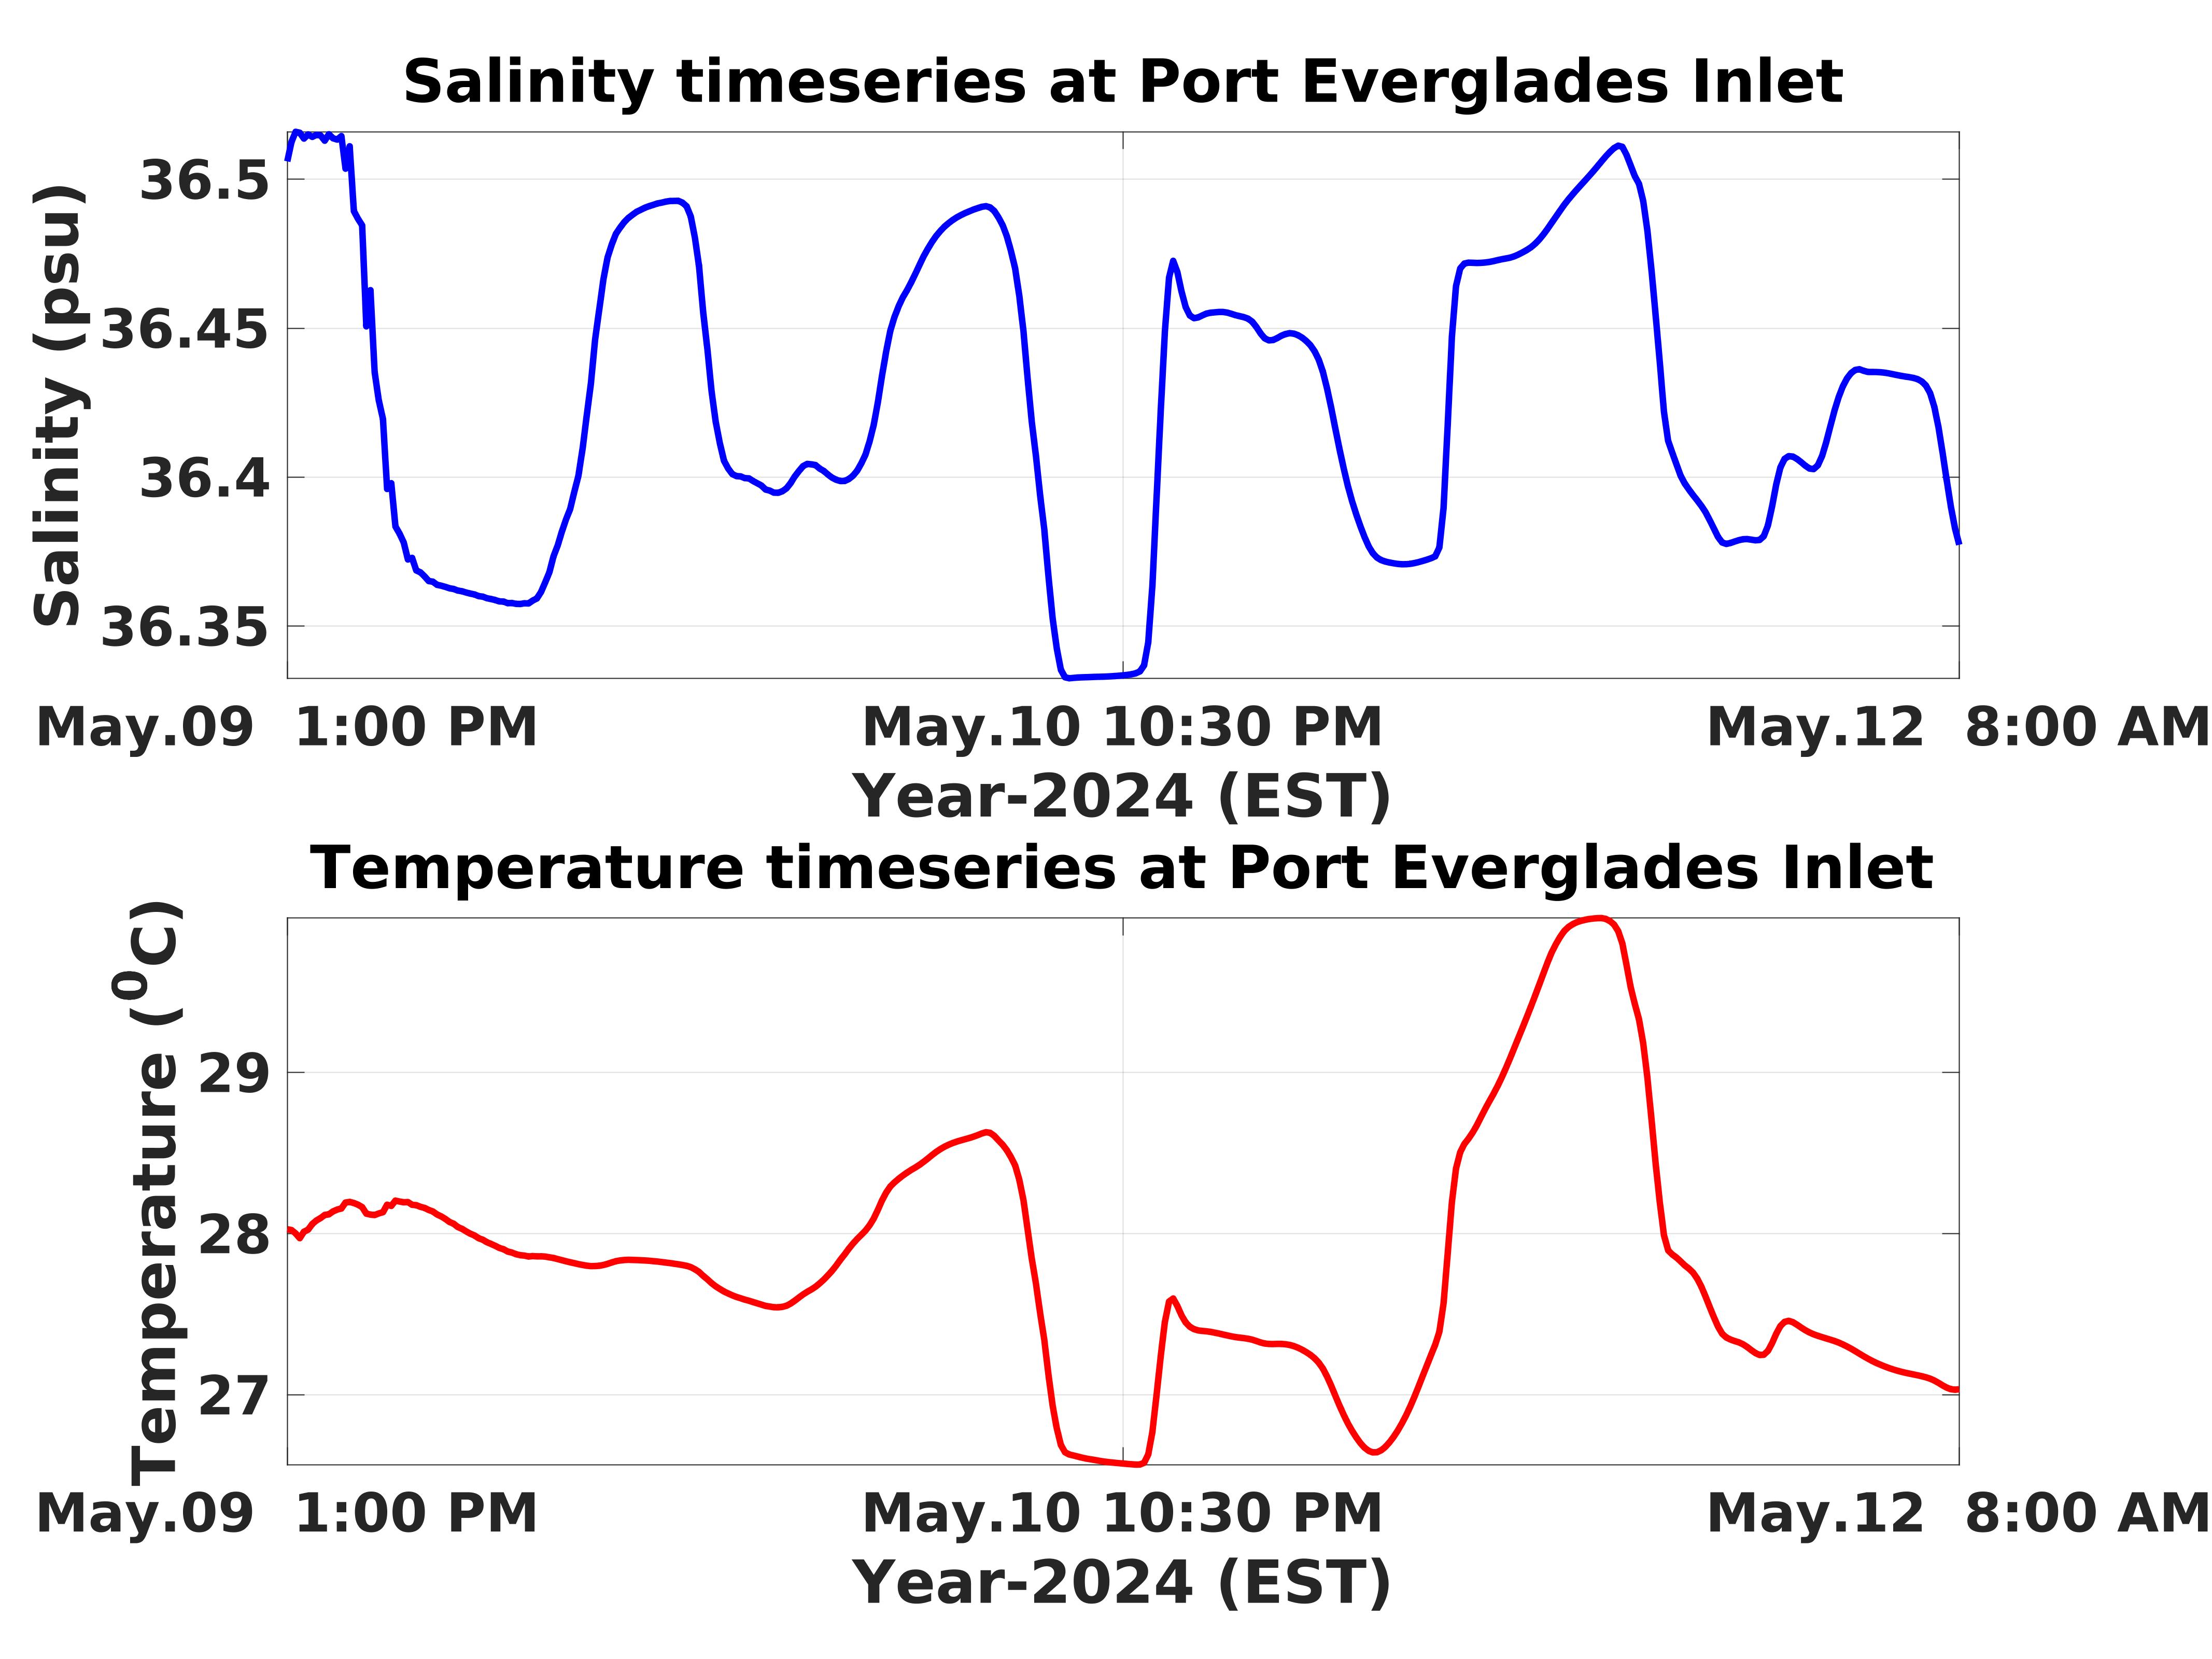 Salinity timeseries at Port Everglades Inlet
Salinity (psu)
36.5
36.45
36.4
36.35
May.09  1:00 PM
May.10 10:30 PM
May.12  8:00 AM
Year-2024 (EST)
Temperature timeseries at Port Everglades Inlet
Temperature (⁰C)
29
28
27
May.09  1:00 PM
May.10 10:30 PM
May.12  8:00 AM
Year-2024 (EST)